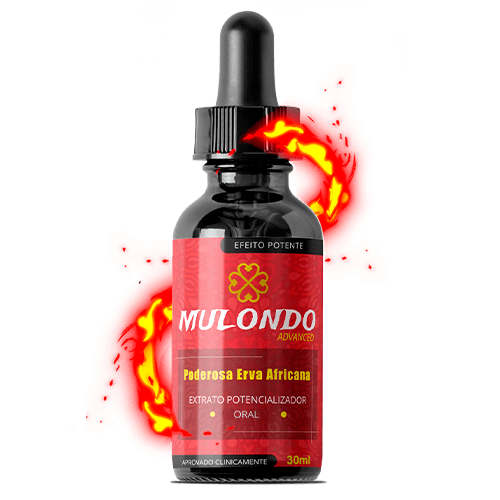 EFEITO POTENTE
MULONDO
ADVANCED
Poderosa Erva Africana
EXTRATO POTENCIALIZADOR
ORAL
APROVADO CLINICAMENTE 30ml